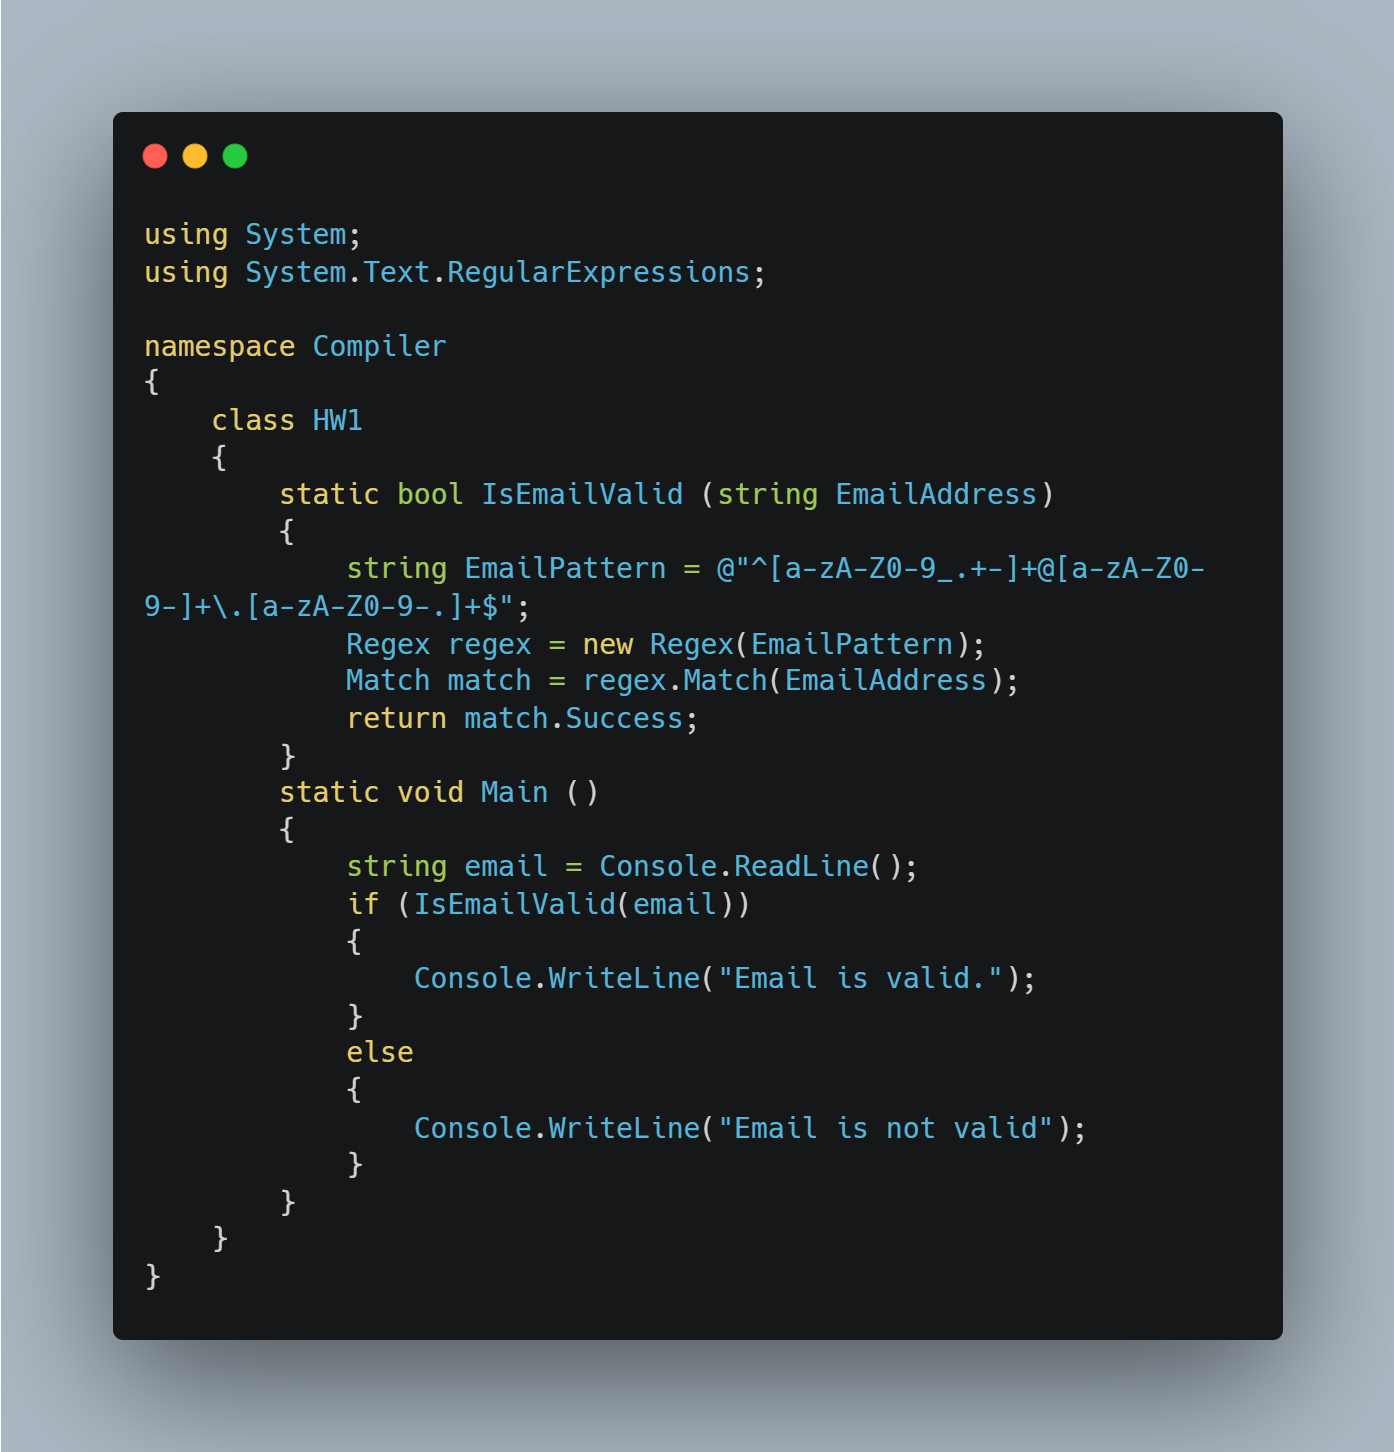 using System;
using System.Text.RegularExpressions;

namespace Compiler
{
    class HW1
    {
        static bool IsEmailValid (string EmailAddress)
        {
            string EmailPattern = @"^[a-zA-Z0-9_.+-]+@[a-zA-Z0-
9-]+\.[a-zA-Z0-9-.]+$";
            Regex regex = new Regex(EmailPattern);
            Match match = regex.Match(EmailAddress);
            return match.Success;
        }
        static void Main ()
        {
            string email = Console.ReadLine();
            if (IsEmailValid(email))
            {
                Console.WriteLine("Email is valid.");
            }
            else
            {
                Console.WriteLine("Email is not valid");
            }
        }
    }
}